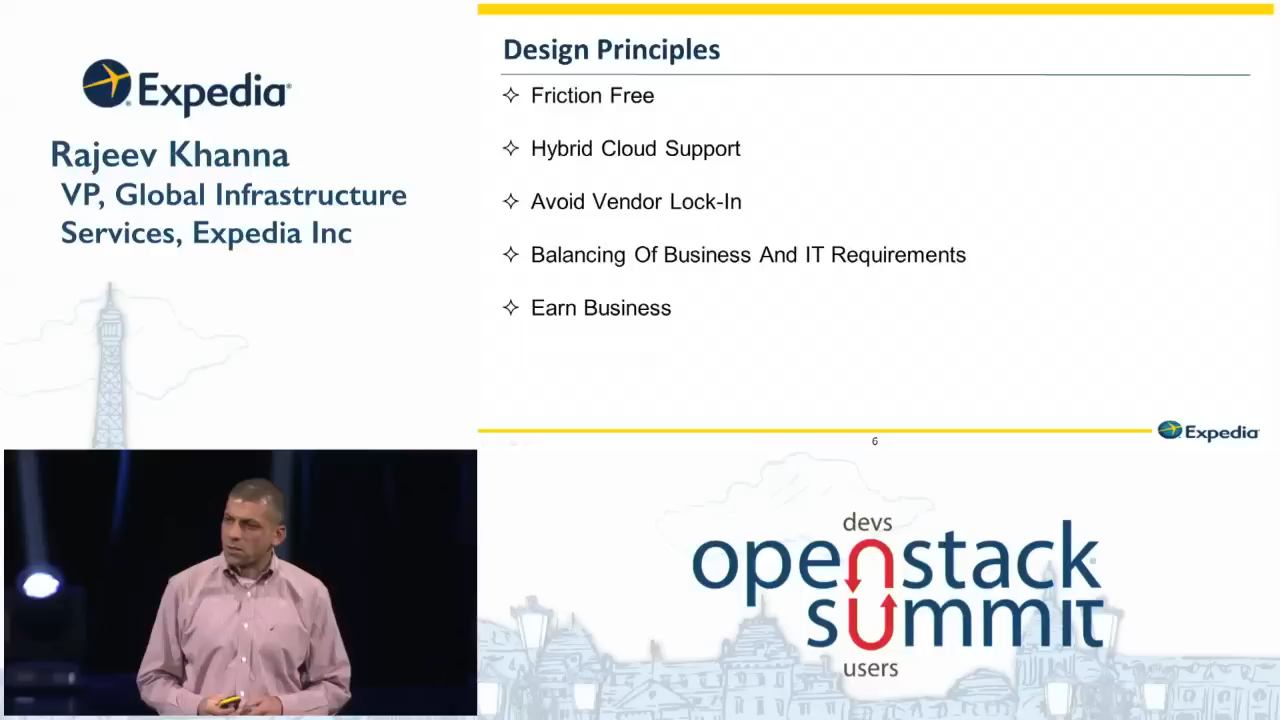 Expedia
Rajeev Khanna
VP, Global Infrastructure
Services, Expedia Inc
Design Principles
Friction Free
Hybrid Cloud Support
Avoid Vendor Lock-In
Balancing Of Business And IT Requirements
Earn Business
6
Expedia
devs
openstack
summit
users